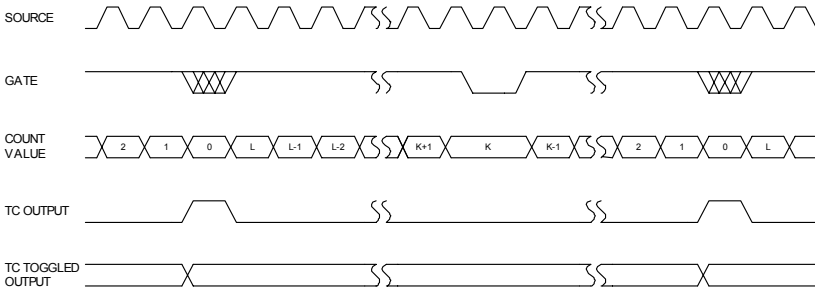 SOURCE
GATE
COUNT
VALUE
2 1 0 L L-1 L-2 K+1 K K-1 2 1 0 L
TC OUTPUT
TC TOGGLED
OUTPUT